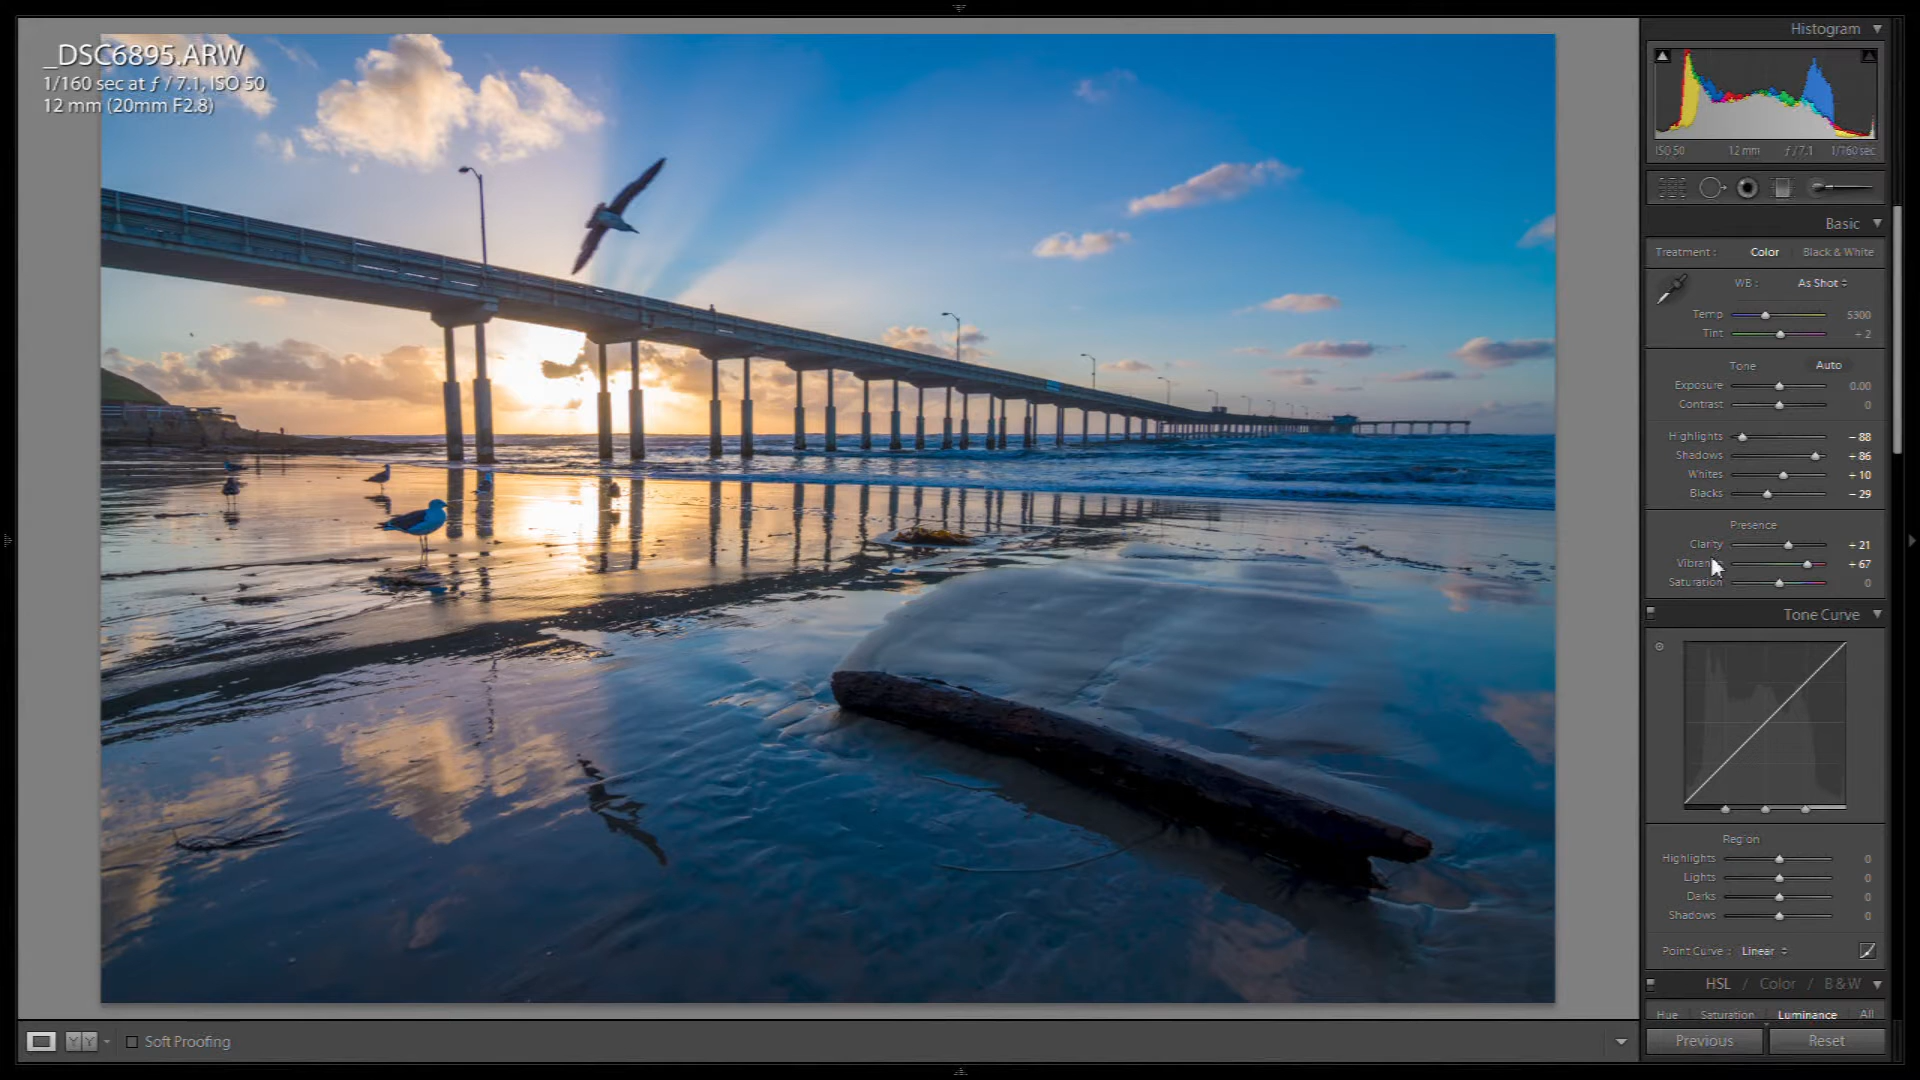 _DSC6895.ARW
1/160 sec at ƒ / 7.1, ISO 50
12 mm (20mm F2.8)
Histogram
ISO 50 12 mm ƒ / 7.1 1/160 sec
Basic
Treatment : Color Black & White
WB : As Shot
Temp 5300
Tint + 2
Tone Auto
Exposure 0.00
Contrast 0
Highlights − 88
Shadows + 86
Whites + 10
Blacks − 29
Presence
Clarity + 21
+ 67
Saturation 0
Tone Curve
Region
Highlights 0
Lights 0
Darks 0
Shadows 0
Point Curve : Linear
HSL / Color / B & W
Hue Saturation Luminance All
Soft Proofing
Previous Reset